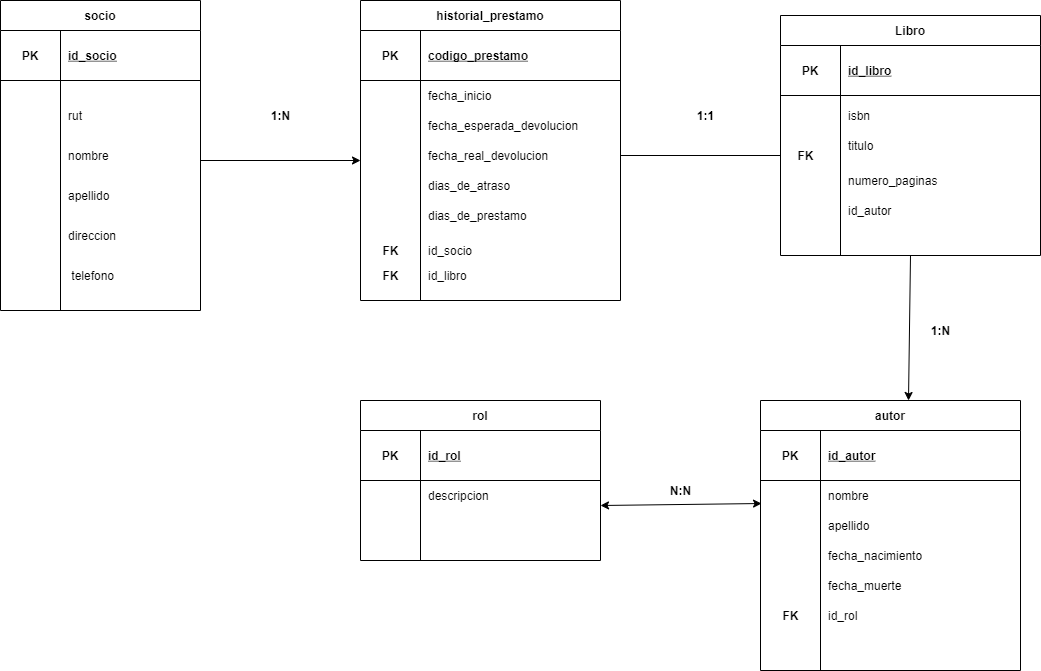 socio
PK id_socio
rut
nombre
apellido
direccion
telefono
1:N
historial_prestamo
PK codigo_prestamo
fecha_inicio
fecha_esperada_devolucion
fecha_real_devolucion
dias_de_atraso
dias_de_prestamo
FK id_socio
FK id_libro
1:1
Libro
PK id_libro
isbn
titulo
FK
numero_paginas
id_autor
1:N
rol
PK id_rol
descripcion
N:N
autor
PK id_autor
nombre
apellido
fecha_nacimiento
fecha_muerte
FK id_rol